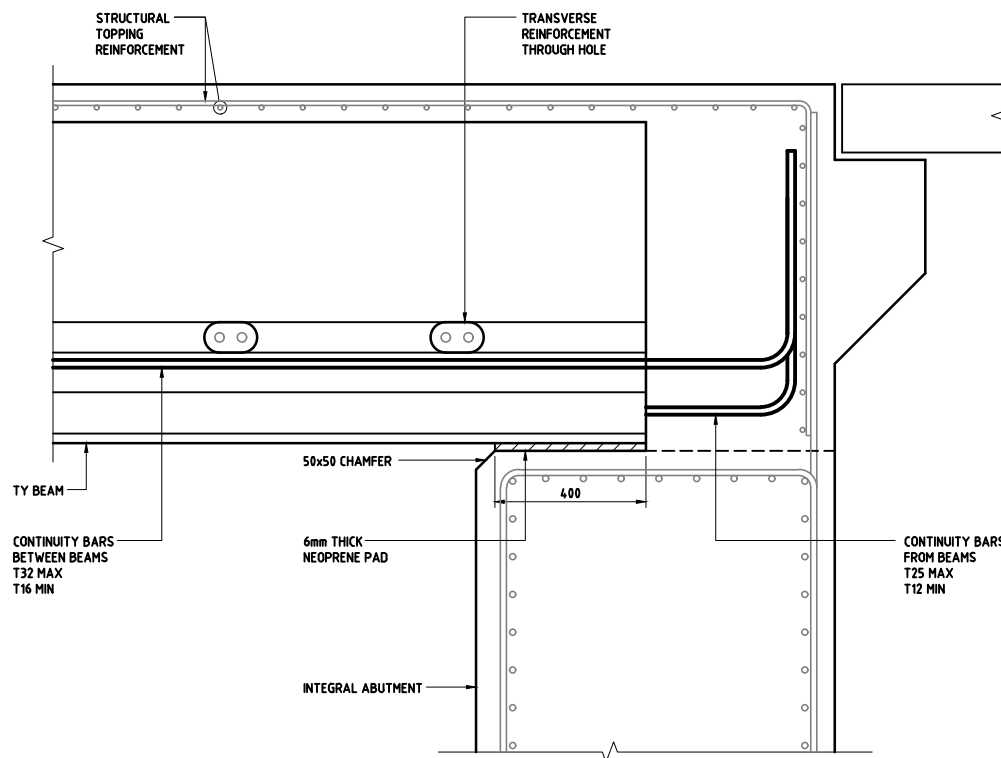 STRUCTURAL
TOPPING
REINFORCEMENT
TRANSVERSE
REINFORCEMENT
THROUGH HOLE
50x50 CHAMFER
TY BEAM
400
CONTINUITY BARS
BETWEEN BEAMS
T32 MAX
T16 MIN
6mm THICK
NEOPRENE PAD
CONTINUITY BARS
FROM BEAMS
T25 MAX
T12 MIN
INTEGRAL ABUTMENT